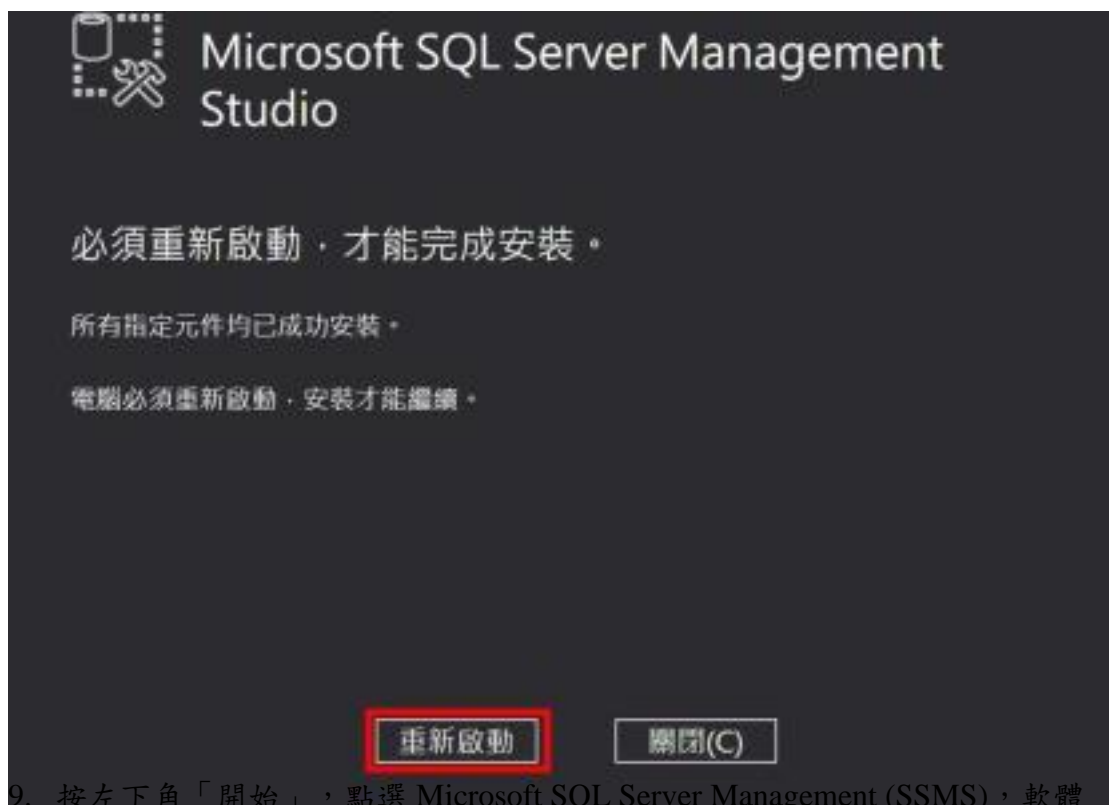 Microsoft SQL Server Management
Studio
必須重新啟動，才能完成安裝。
所有指定元件均已成功安裝。
電腦必須重新啟動，安裝才能繼續。
重新啟動
關閉(C)
9. 按左下角「開始」，點選 Microsoft SQL Server Management (SSMS)，軟體